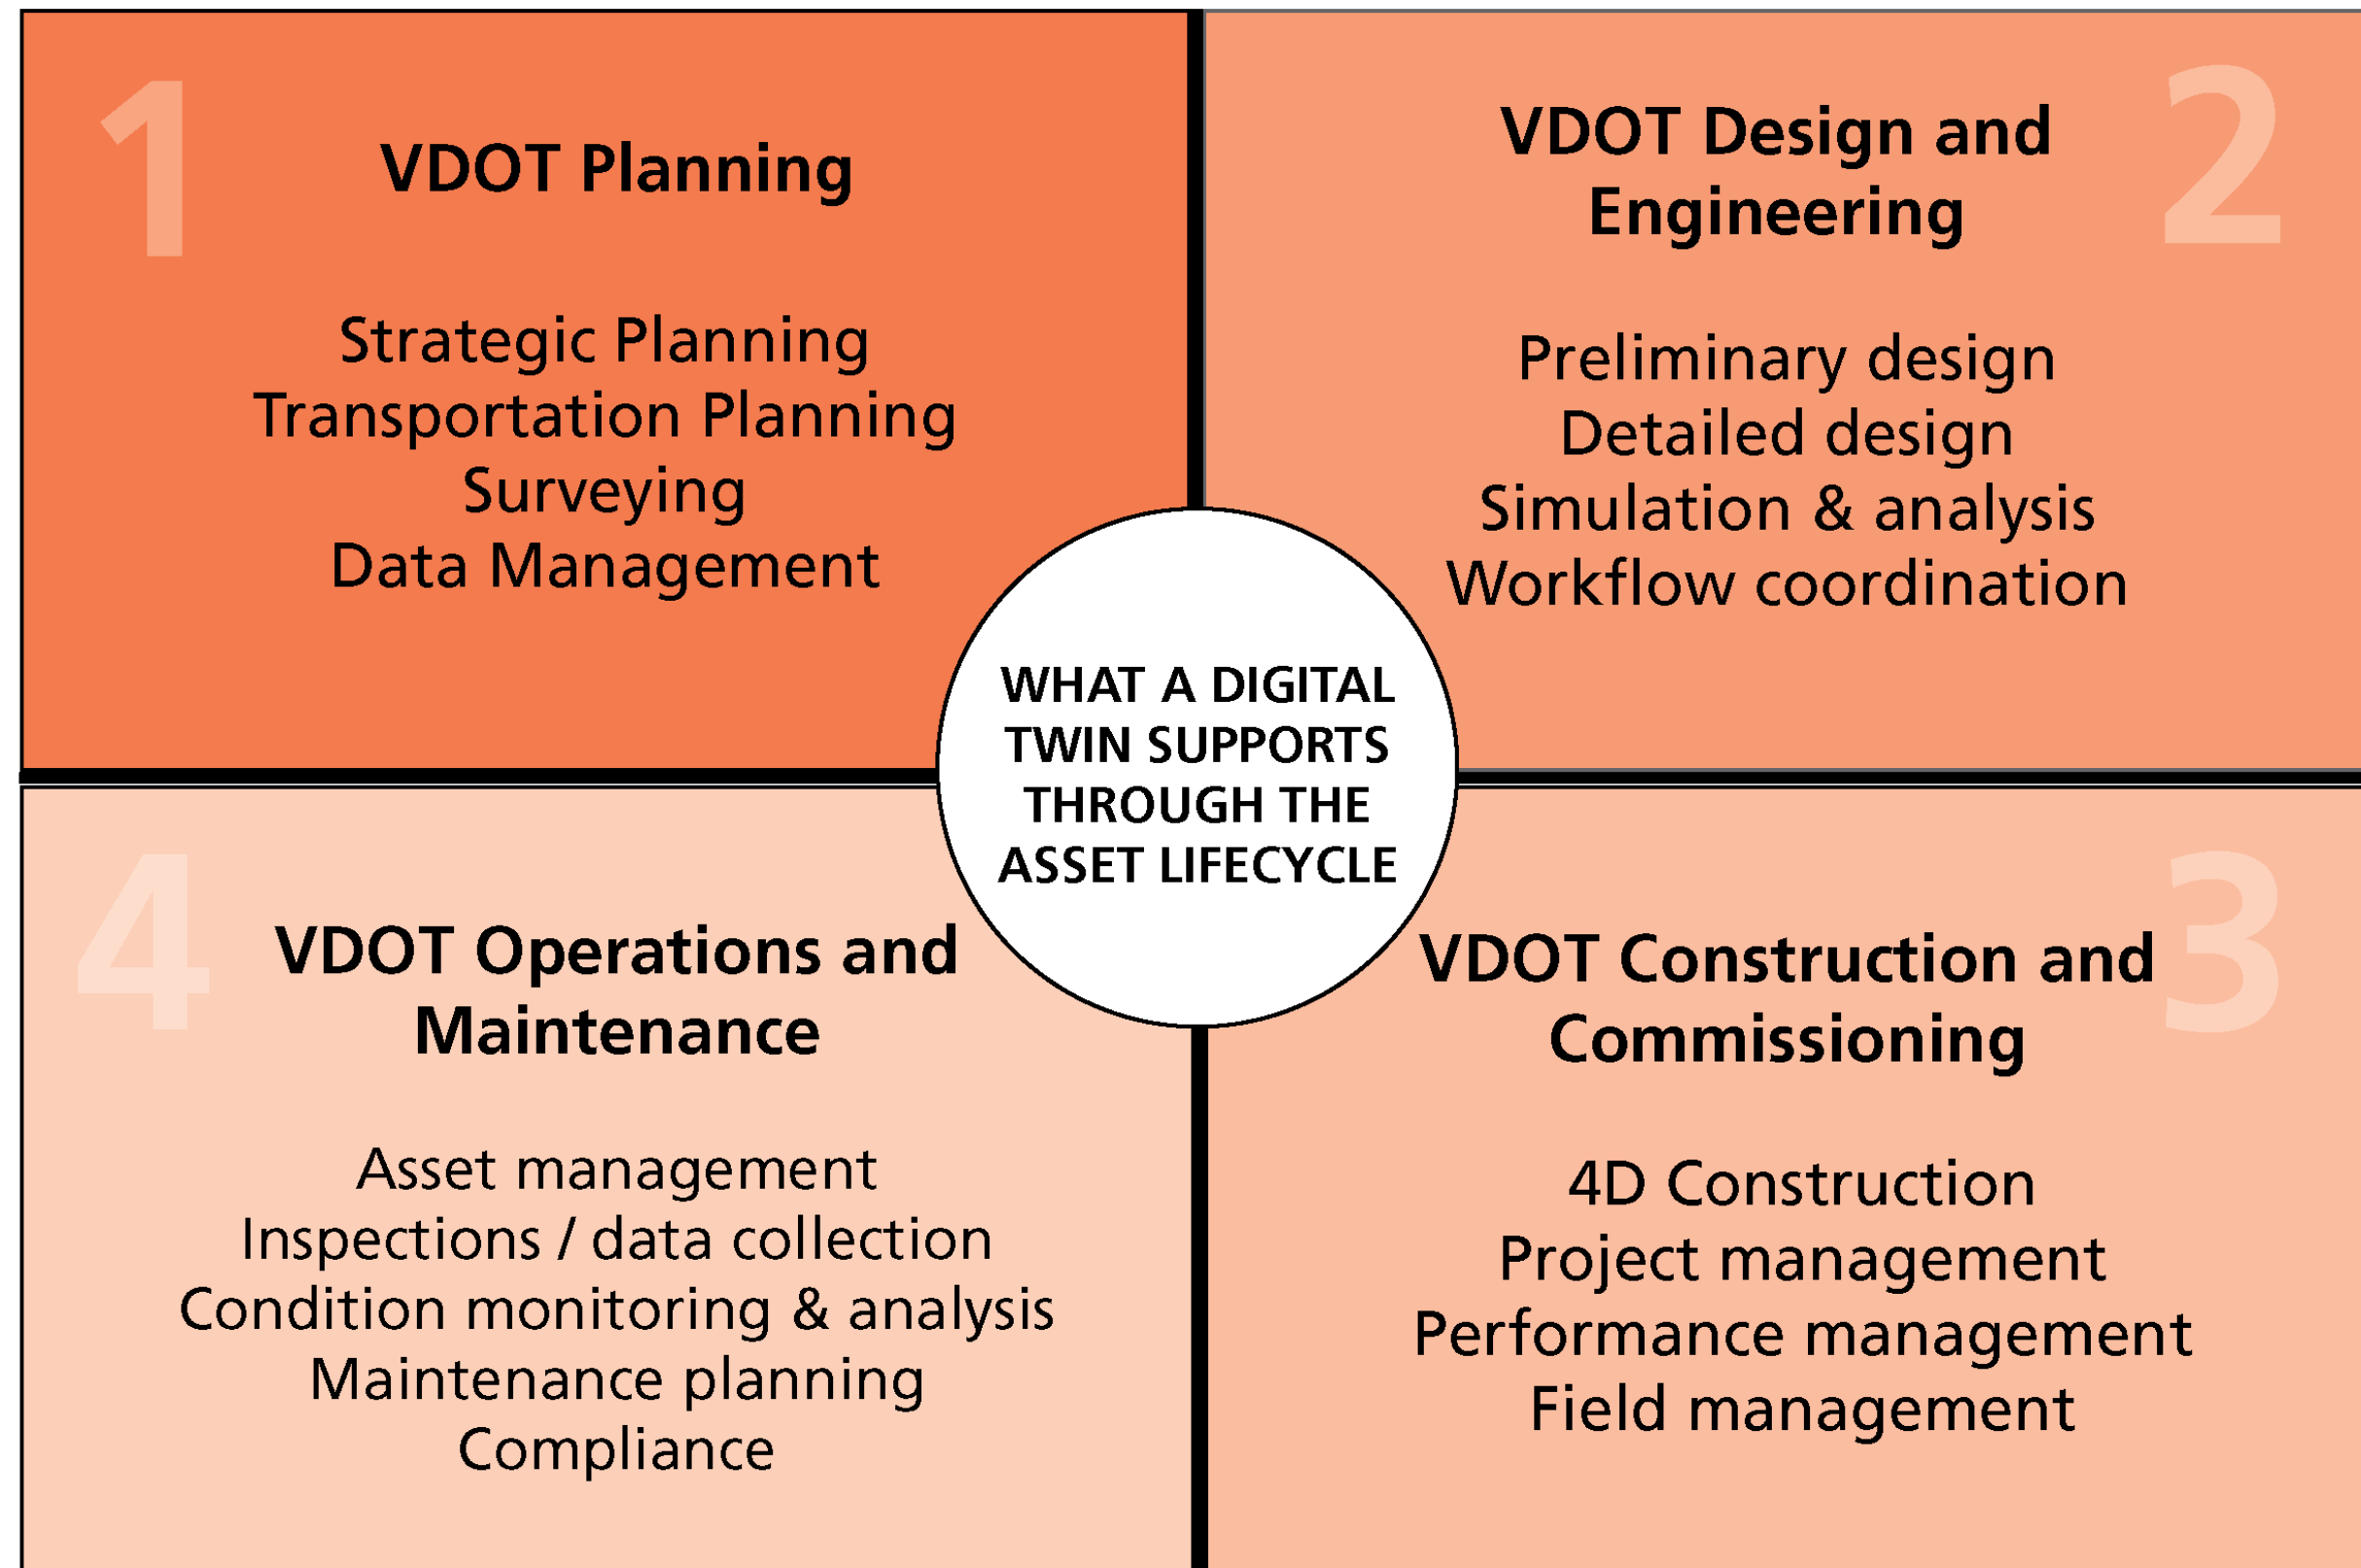 1
VDOT Planning
Strategic Planning
Transportation Planning
Surveying
Data Management
2
VDOT Design and
Engineering
Preliminary design
Detailed design
Simulation & analysis
Workflow coordination
WHAT A DIGITAL
TWIN SUPPORTS
THROUGH THE
ASSET LIFECYCLE
3
VDOT Construction and
Commissioning
4D Construction
Project management
Performance management
Field management
4
VDOT Operations and
Maintenance
Asset management
Inspections / data collection
Condition monitoring & analysis
Maintenance planning
Compliance